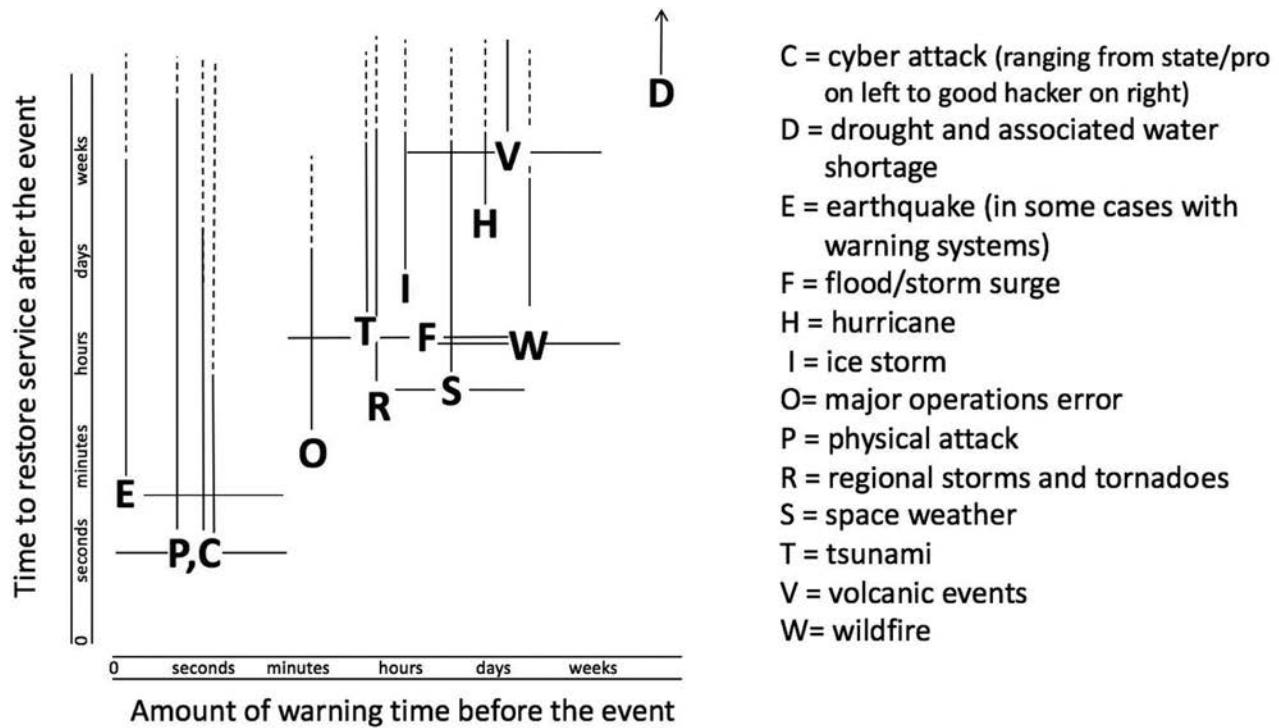 Time to restore service after the event
weeks
days
hours
minutes
seconds
0
D
V
H
I
T
F
W
R
S
O
E
P,C
0 seconds minutes hours days weeks
Amount of warning time before the event
C = cyber attack (ranging from state/pro
on left to good hacker on right)
D = drought and associated water
shortage
E = earthquake (in some cases with
warning systems)
F = flood/storm surge
H = hurricane
I = ice storm
O= major operations error
P = physical attack
R = regional storms and tornadoes
S = space weather
T = tsunami
V = volcanic events
W= wildfire